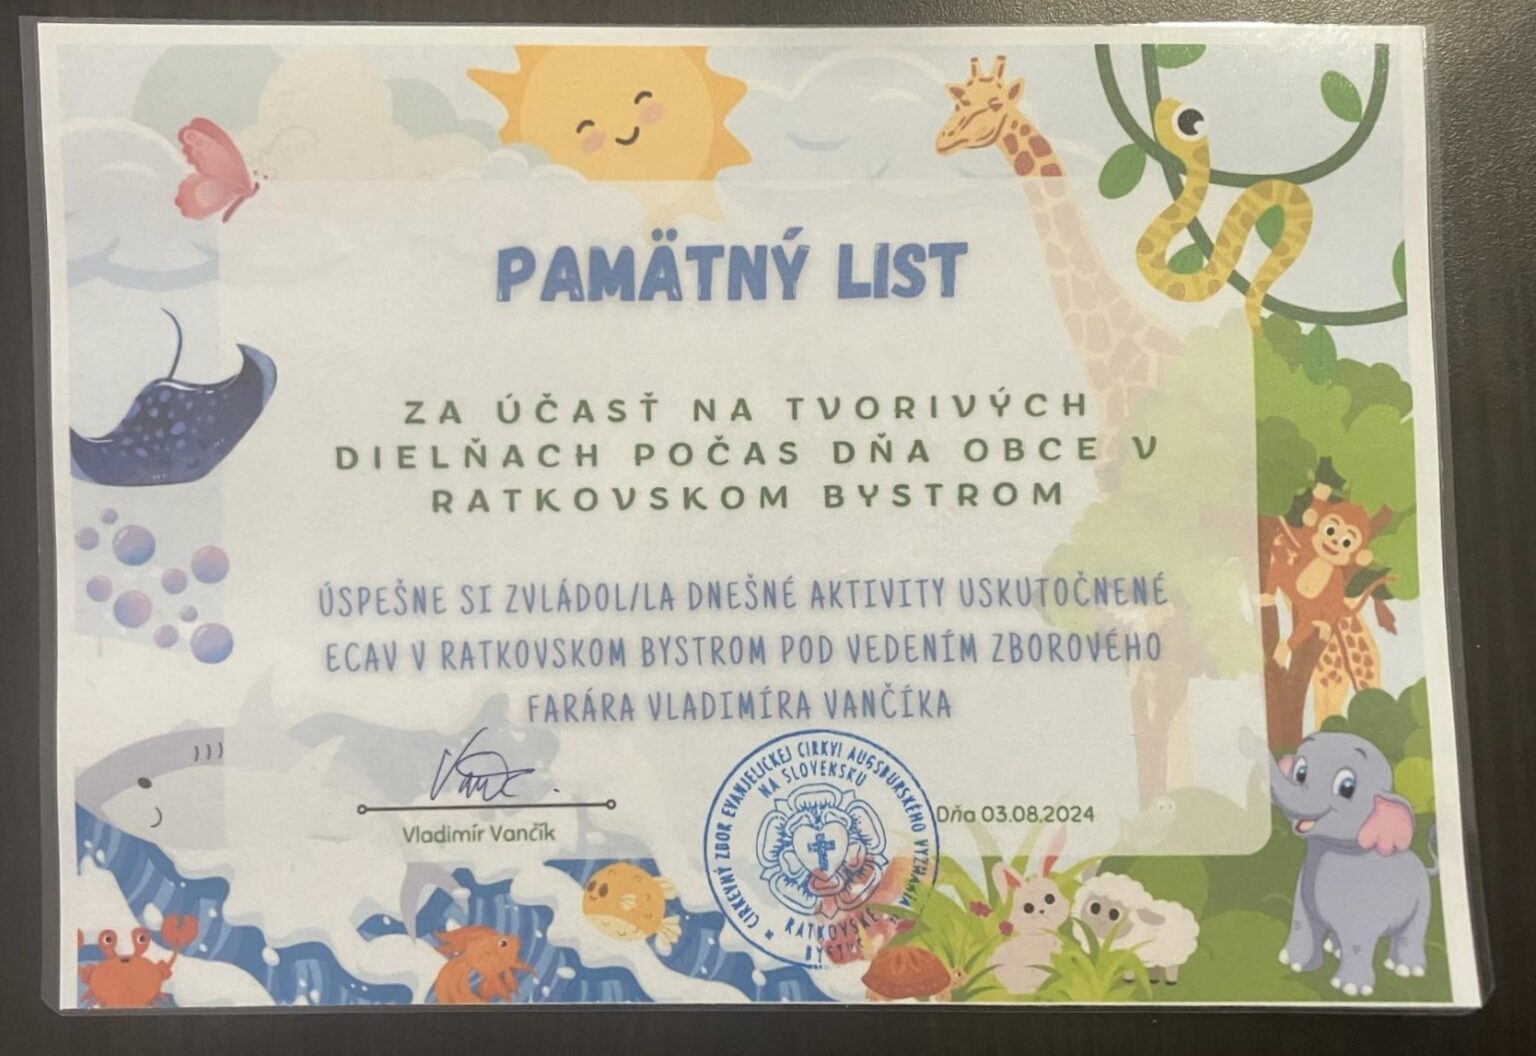 PAMÄTNÝ LIST
ZA ÚČASŤ NA TVORIVÝCH
DIELŇACH POČAS DŇA OBCE V
RATKOVSKOM BYSTROM
ÚSPEŠNE SI ZVLÁDOL/LA DNEŠNÉ AKTIVITY USKUTOČNENÉ
ECAV V RATKOVSKOM BYSTROM POD VEDENÍM ZBOROVÉHO
FARÁRA VLADIMÍRA VANČÍKA
Vladimír Vančík
CIRKEVNÝ ZBOR EVANJELICKEJ CIRKVI AUGSBURSKÉHO VYZNANIA
NA SLOVENSKU
RATKOVSKÉ
Dňa 03.08.2024